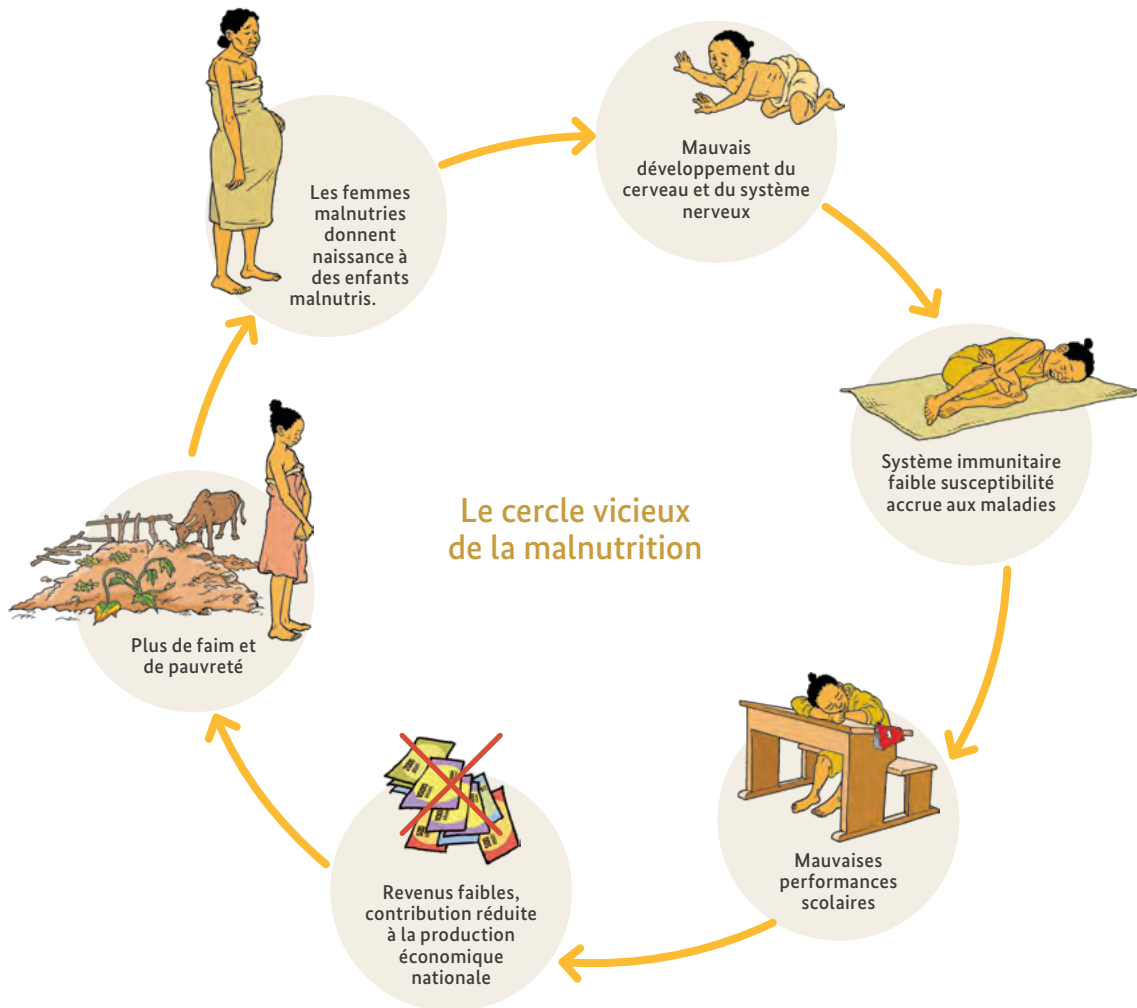 Le cercle vicieux
de la malnutrition
Les femmes
malnutries
donnent
naissance à
des enfants
malnutris.
Mauvais
développement du
cerveau et du système
nerveux
Système immunitaire
faible susceptibilité
accrue aux maladies
Mauvaises
performances
scolaires
Revenus faibles,
contribution réduite
à la production
économique
nationale
Plus de faim et
de pauvreté